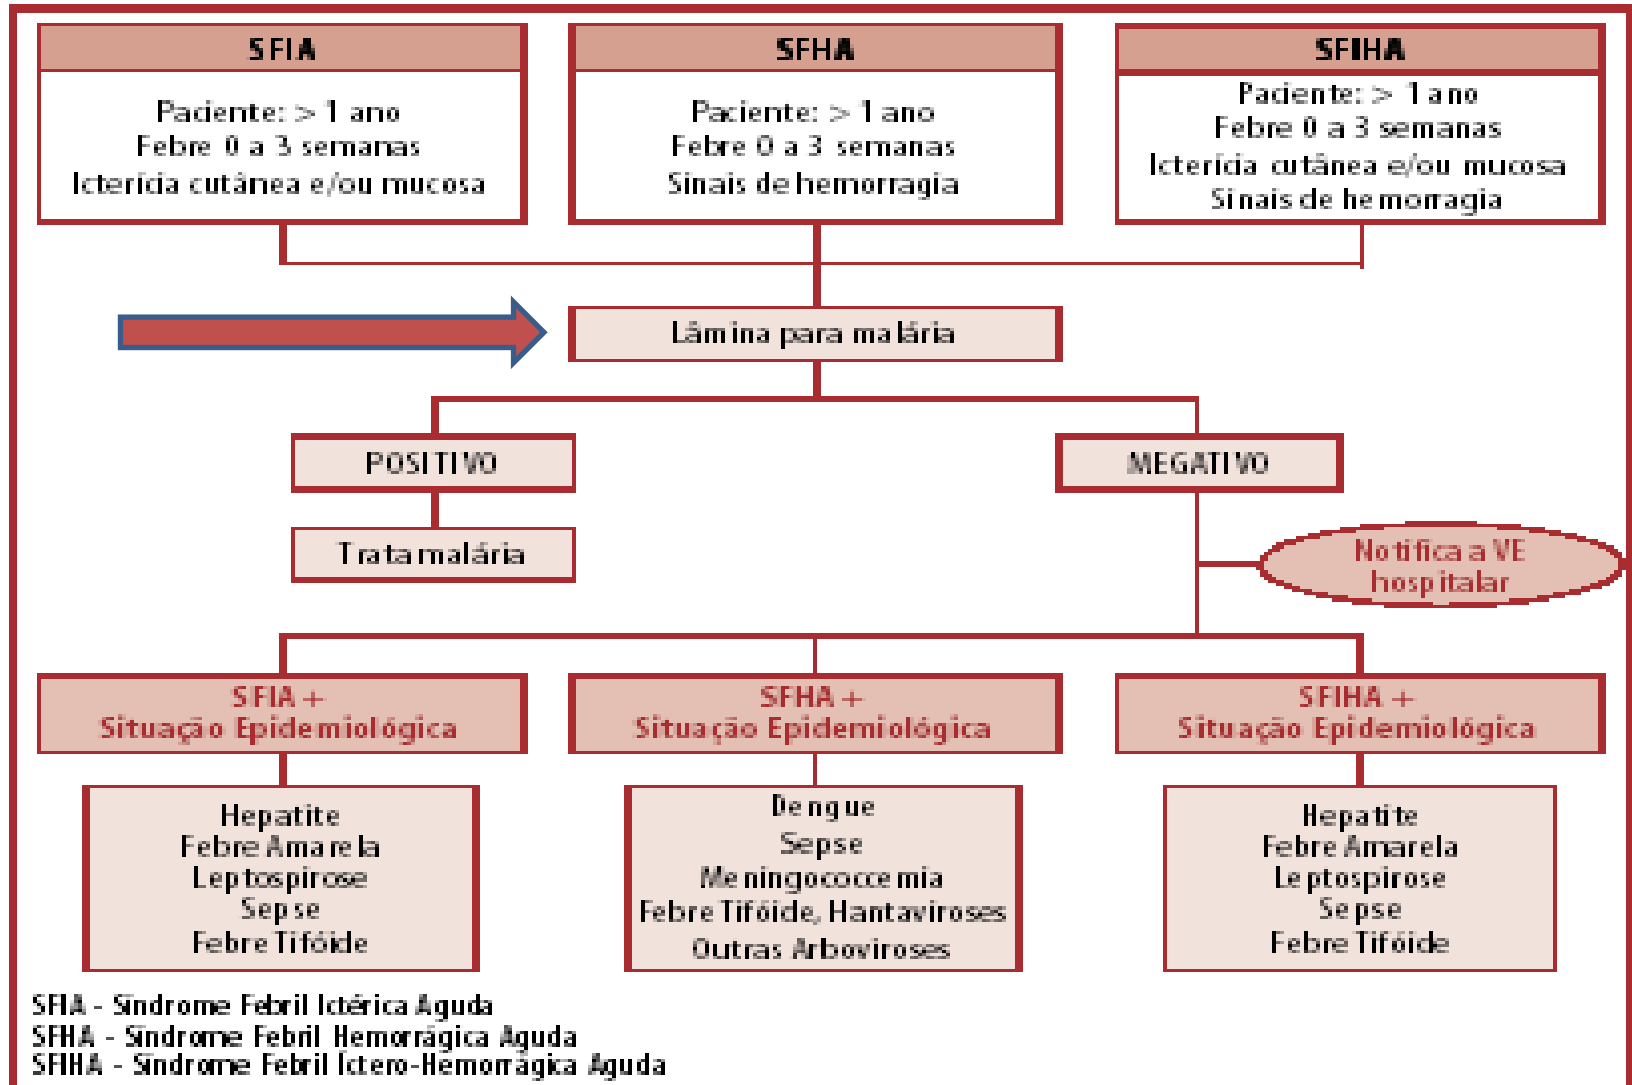 SFIA
Paciente: > 1 ano
Febre 0 a 3 semanas
Icterícia cutânea e/ou mucosa
SFHA
Paciente: > 1 ano
Febre 0 a 3 semanas
Sinais de hemorragia
SFIHA
Paciente: > 1 ano
Febre 0 a 3 semanas
Icterícia cutânea e/ou mucosa
Sinais de hemorragia
Lâmina para malária
POSITIVO
MEGATIVO
Trata malária
Notifica a VE
hospitalar
SFIA +
Situação Epidemiológica
SFHA +
Situação Epidemiológica
SFIHA +
Situação Epidemiológica
Hepatite
Febre Amarela
Leptospirose
Sepse
Febre Tifóide
Dengue
Sepse
Meningococcemia
Febre Tifóide, Hantaviroses
Outras Arboviroses
Hepatite
Febre Amarela
Leptospirose
Sepse
Febre Tifóide
SFIA - Síndrome Febril Ictérica Aguda
SFHA - Síndrome Febril Hemorrágica Aguda
SFIHA - Síndrome Febril Íctero-Hemorrágica Aguda